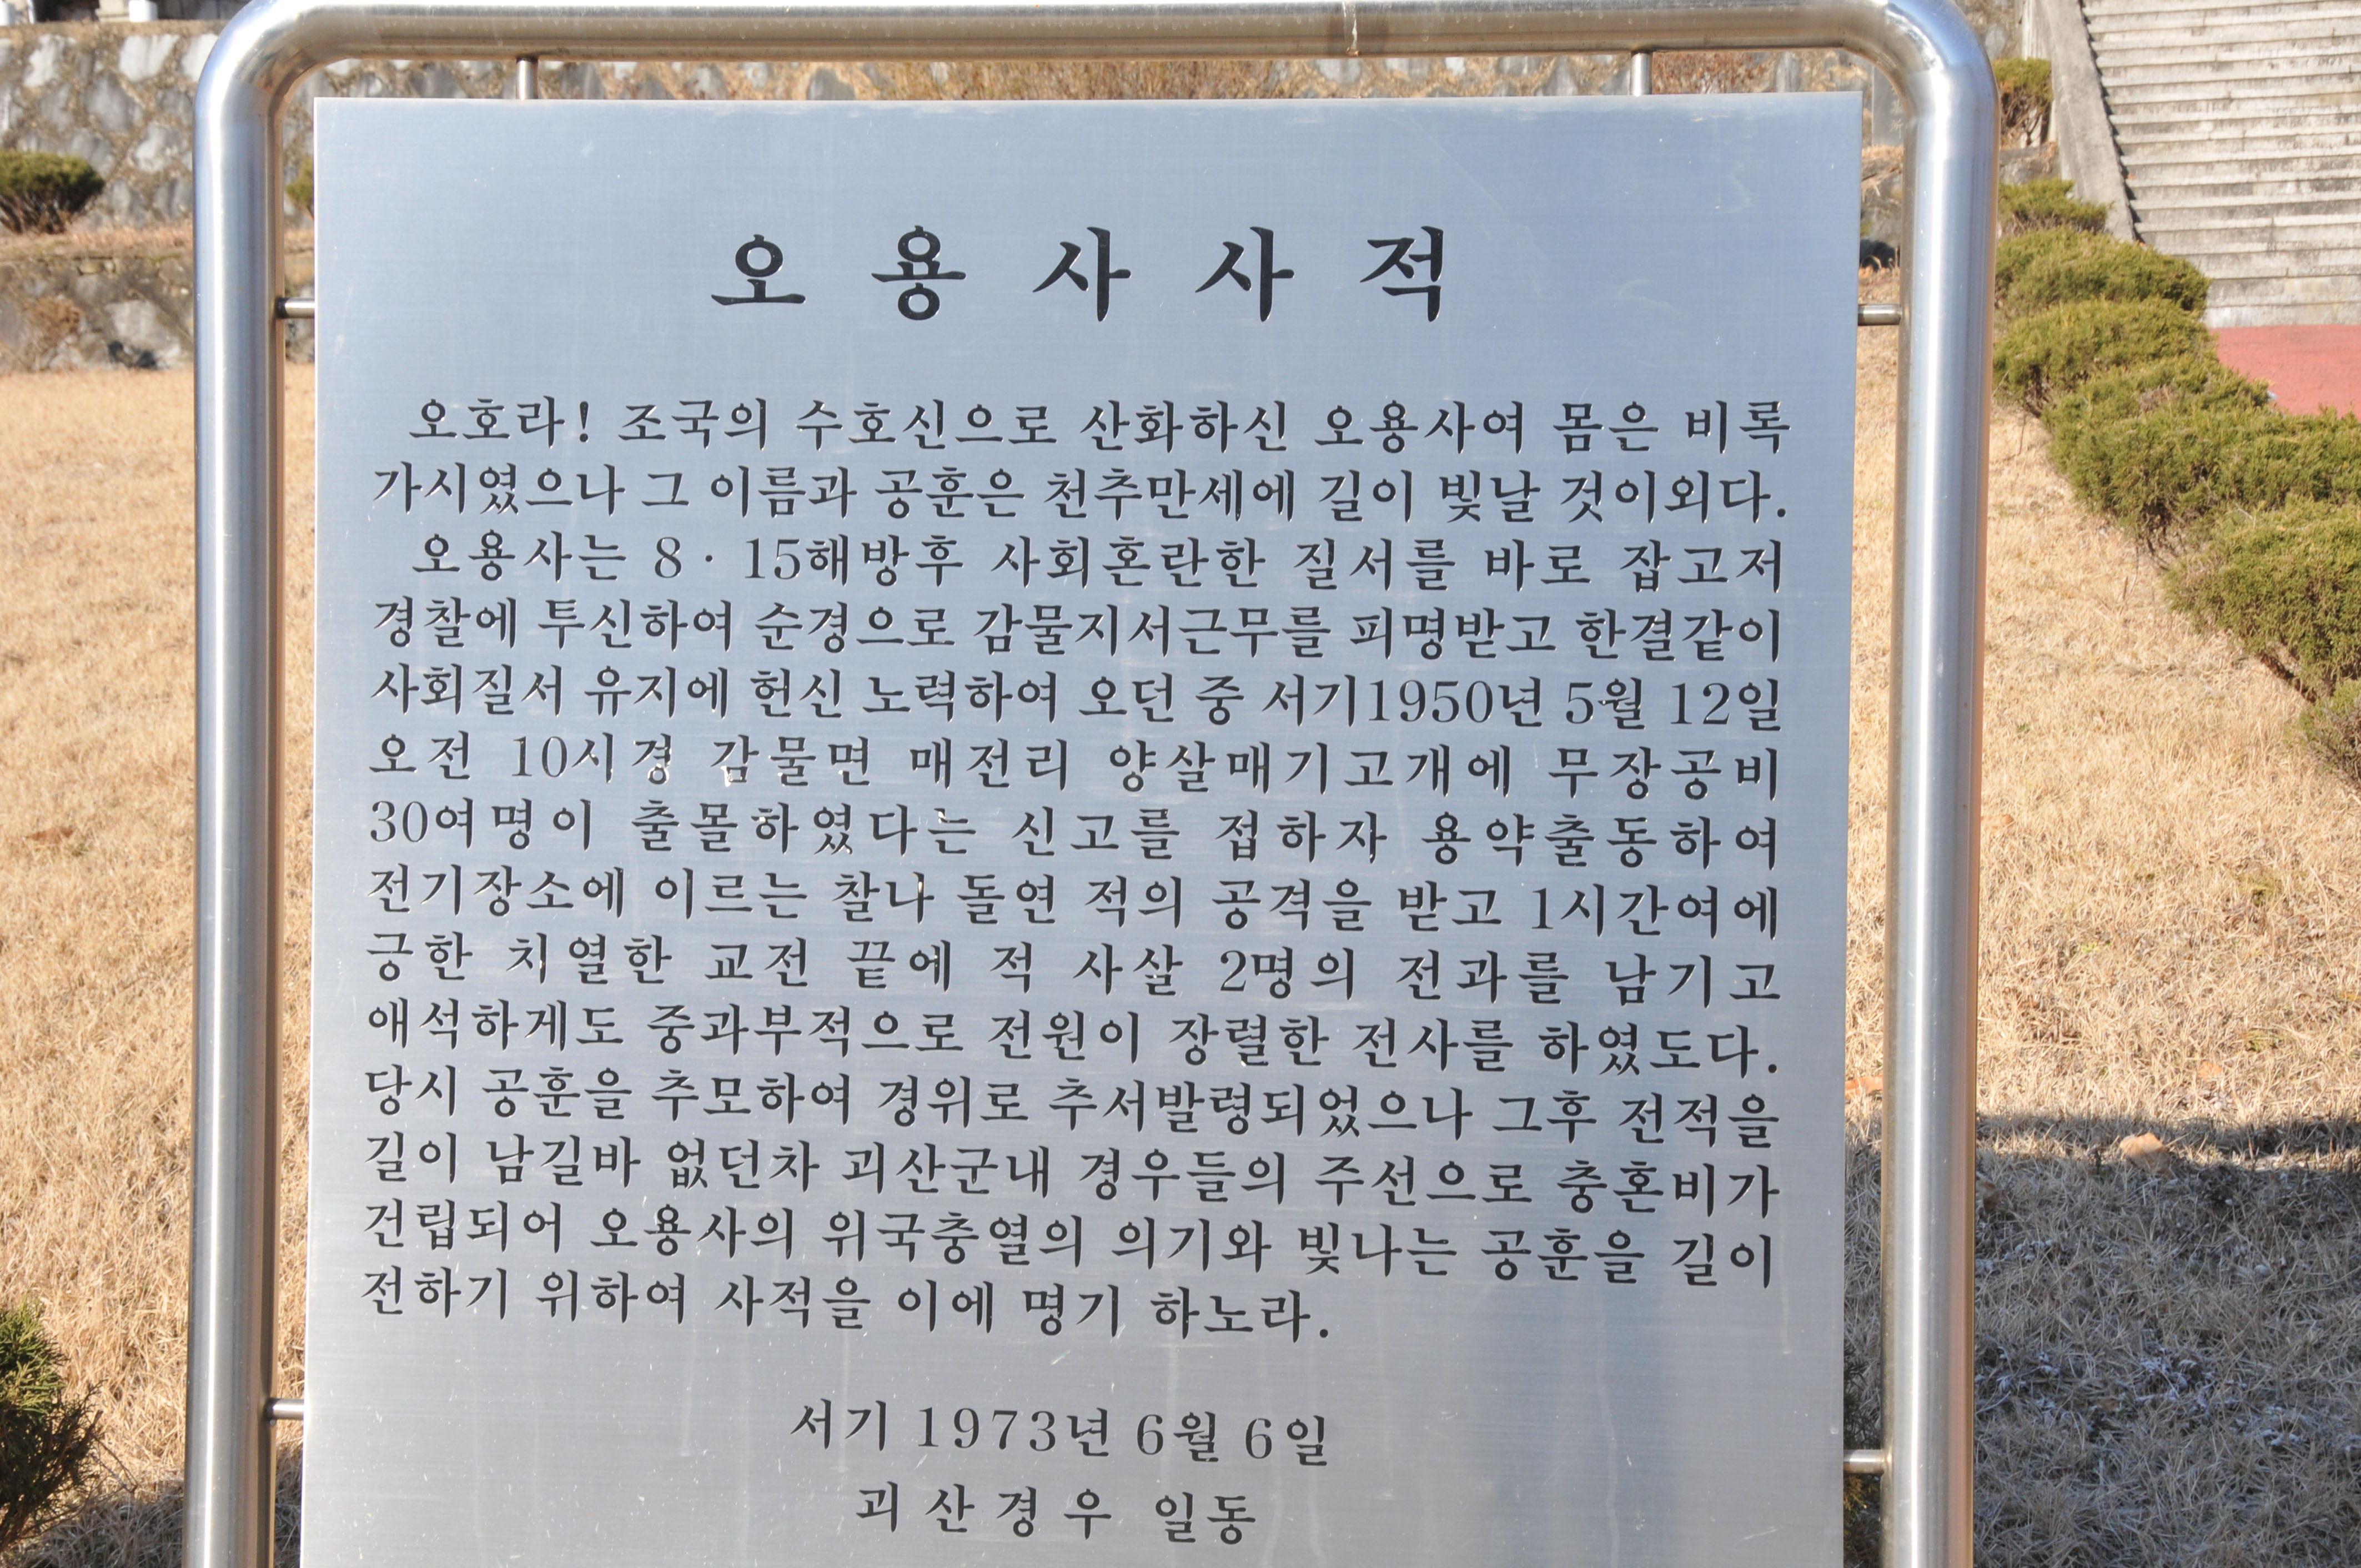 오용사사적
오호라! 조국의 수호신으로 산화하신 오용사여 몸은 비록
가시였으나 그 이름과 공훈은 천추만세에 길이 빛날 것이외다.
오용사는 8·15해방후 사회혼란한 질서를 바로 잡고저
경찰에 투신하여 순경으로 감물지서근무를 피명받고 한결같이
사회질서 유지에 헌신 노력하여 오던 중 서기1950년 5월 12일
오전 10시경 감물면 매전리 양살매기고개에 무장공비
30여명이 출몰하였다는 신고를 접하자 용약출동하여
전기장소에 이르는 찰나 돌연 적의 공격을 받고 1시간여에
긍한 치열한 교전 끝에 적 사살 2명의 전과를 남기고
애석하게도 중과부적으로 전원이 장렬한 전사를 하였도다.
당시 공훈을 추모하여 경위로 추서발령되었으나 그후 전적을
길이 남길바 없던차 괴산군내 경우들의 주선으로 충혼비가
건립되어 오용사의 위국충열의 의기와 빛나는 공훈을 길이
전하기 위하여 사적을 이에 명기 하노라.
서기 1973년 6월 6일
괴산경우 일동